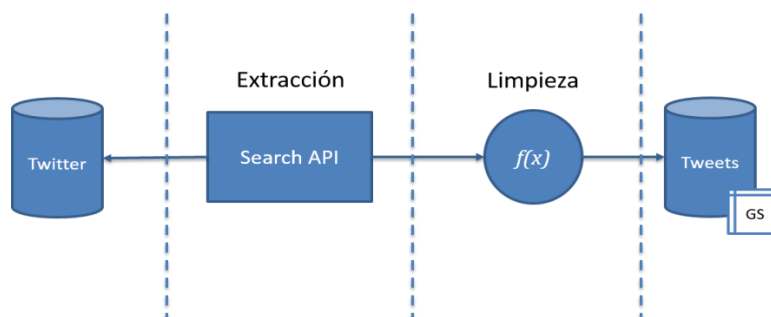 Extracción
Limpieza
Twitter
Search API
f(x)
Tweets
GS